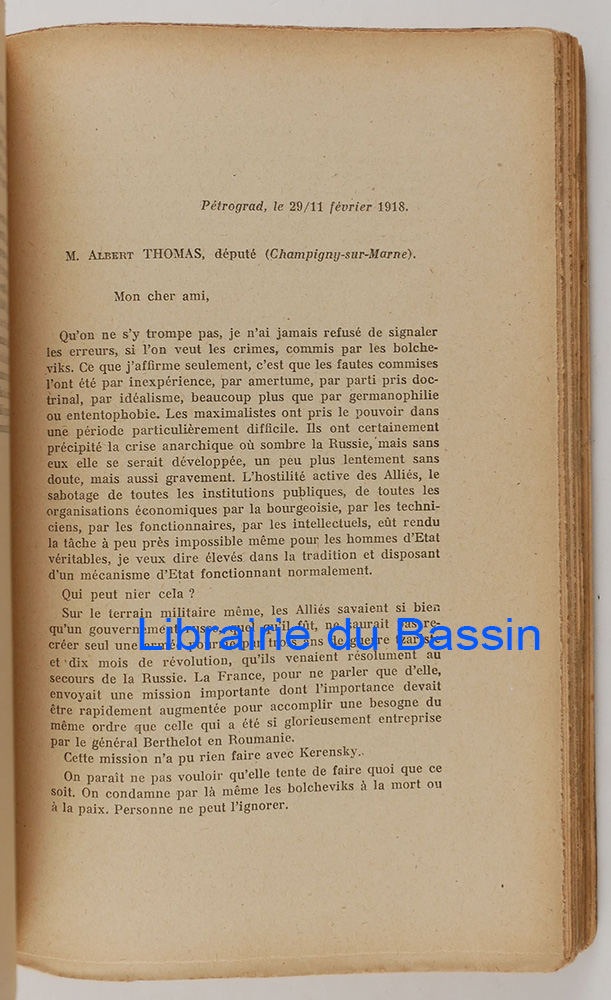 Pétrograd, le 29/11 février 1918.
M. ALBERT THOMAS, député (Champigny-sur-Marne).
Mon cher ami,
Qu'on ne s'y trompe pas, je n'ai jamais refusé de signaler
les erreurs, si l'on veut les crimes, commis par les bolche-
viks. Ce que j'affirme seulement, c'est que les fautes commises
l'ont été par inexpérience, par amertume, par parti pris doc-
trinal, par idéalisme, beaucoup plus que par germanophilie
ou ententophobie. Les maximalistes ont pris le pouvoir dans
une période particulièrement difficile. Ils ont certainement
précipité la crise anarchique où sombre la Russie, mais sans
eux elle se serait développée, un peu plus lentement sans
doute, mais aussi gravement. L'hostilité active des Alliés, le
sabotage de toutes les institutions publiques, de toutes les
organisations économiques par la bourgeoisie, par les techni-
ciens, par les fonctionnaires, par les intellectuels, eût rendu
la tâche à peu près impossible même pour les hommes d'Etat
véritables, je veux dire élevés dans la tradition et disposant
d'un mécanisme d'Etat fonctionnant normalement.
Qui peut nier cela ?
Sur le terrain militaire même, les Alliés savaient si bien
qu'un gouvernement russe, quel qu'il fût, ne saurait pas re-
créer seul une armée par trois ans de guerre tzariste
Librairie du Bassin
et dix mois de révolution, qu'ils venaient résolument au
secours de la Russie. La France, pour ne parler que d'elle,
envoyait une mission importante dont l'importance devait
être rapidement augmentée pour accomplir une besogne du
même ordre que celle qui a été si glorieusement entreprise
par le général Berthelot en Roumanie.
Cette mission n'a pu rien faire avec Kerensky.
On paraît ne pas vouloir qu'elle tente de faire quoi que ce
soit. On condamne par là même les bolcheviks à la mort ou
à la paix. Personne ne peut l'ignorer.